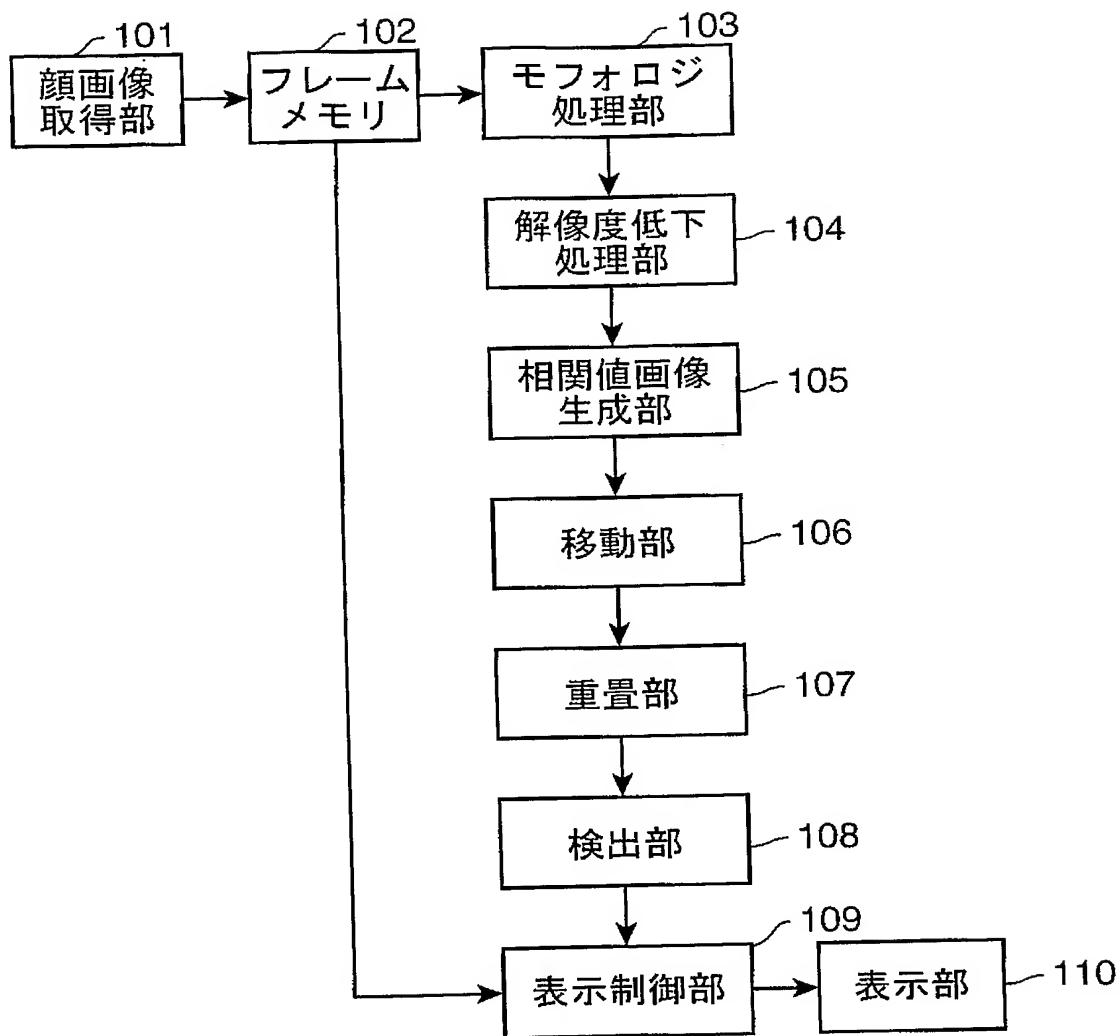 101
顔画像
取得部
102
フレーム
メモリ
103
モフォロジ
処理部
解像度低下
処理部
104
相関値画像
生成部
105
移動部
106
重畳部
107
検出部
108
109
表示制御部
表示部
110